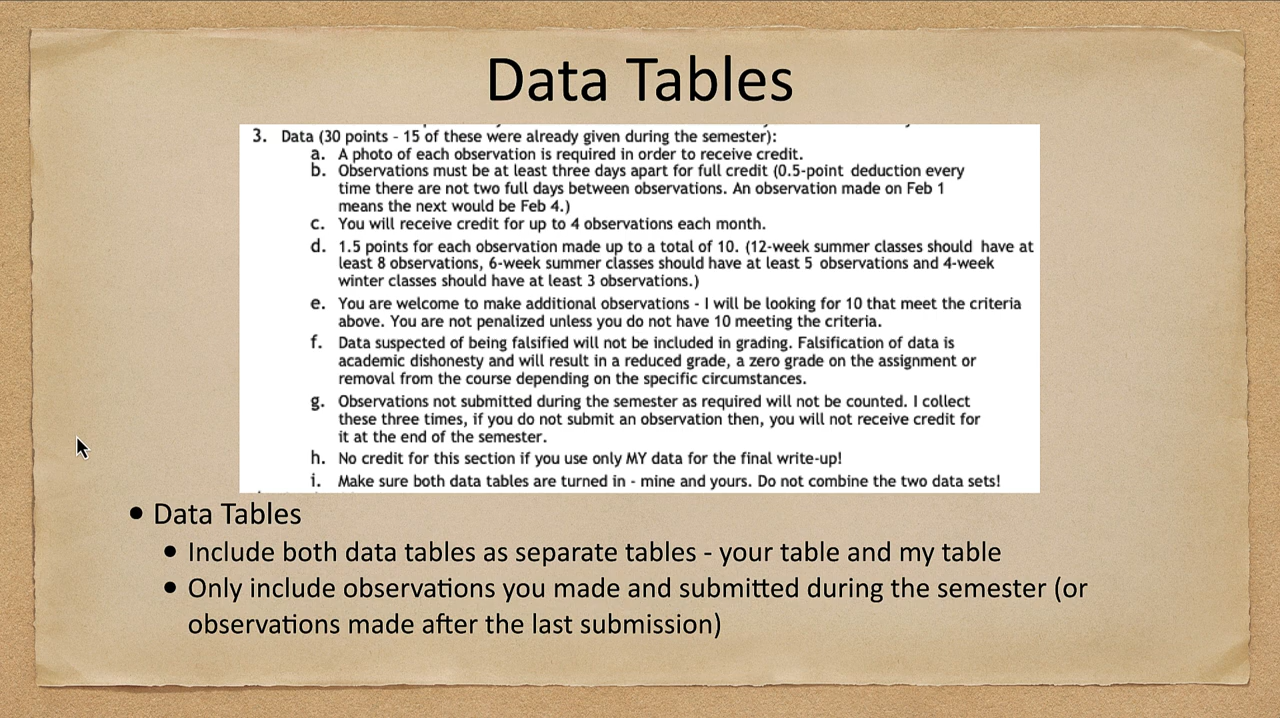 Data Tables
3. Data (30 points - 15 of these were already given during the semester):
a. A photo of each observation is required in order to receive credit.
b. Observations must be at least three days apart for full credit (0.5-point deduction every
time there are not two full days between observations. An observation made on Feb 1
means the next would be Feb 4.)
c. You will receive credit for up to 4 observations each month.
d. 1.5 points for each observation made up to a total of 10. (12-week summer classes should have at
least 8 observations, 6-week summer classes should have at least 5 observations and 4-week
winter classes should have at least 3 observations.)
e. You are welcome to make additional observations - I will be looking for 10 that meet the criteria
above. You are not penalized unless you do not have 10 meeting the criteria.
f. Data suspected of being falsified will not be included in grading. Falsification of data is
academic dishonesty and will result in a reduced grade, a zero grade on the assignment or
removal from the course depending on the specific circumstances.
g. Observations not submitted during the semester as required will not be counted. I collect
these three times, if you do not submit an observation then, you will not receive credit for
it at the end of the semester.
h. No credit for this section if you use only MY data for the final write-up!
i. Make sure both data tables are turned in - mine and yours. Do not combine the two data sets!
• Data Tables
• Include both data tables as separate tables - your table and my table
• Only include observations you made and submitted during the semester (or
observations made after the last submission)